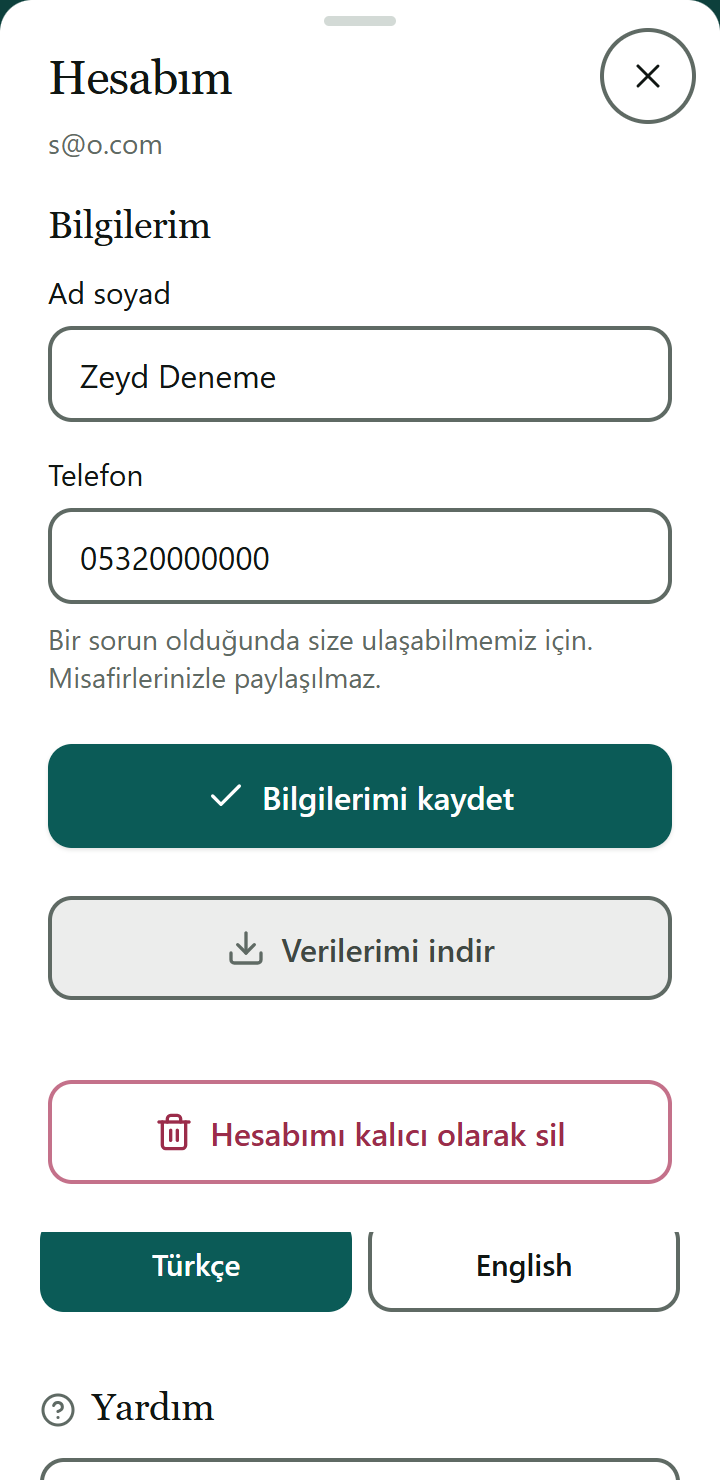 Hesabım
s@o.com
Bilgilerim
Ad soyad
Zeyd Deneme
Telefon
05320000000
Bir sorun olduğunda size ulaşabilmemiz için.
Misafirlerinizle paylaşılmaz.
Bilgilerimi kaydet
Verilerimi indir
Hesabımı kalıcı olarak sil
Türkçe English
Yardım